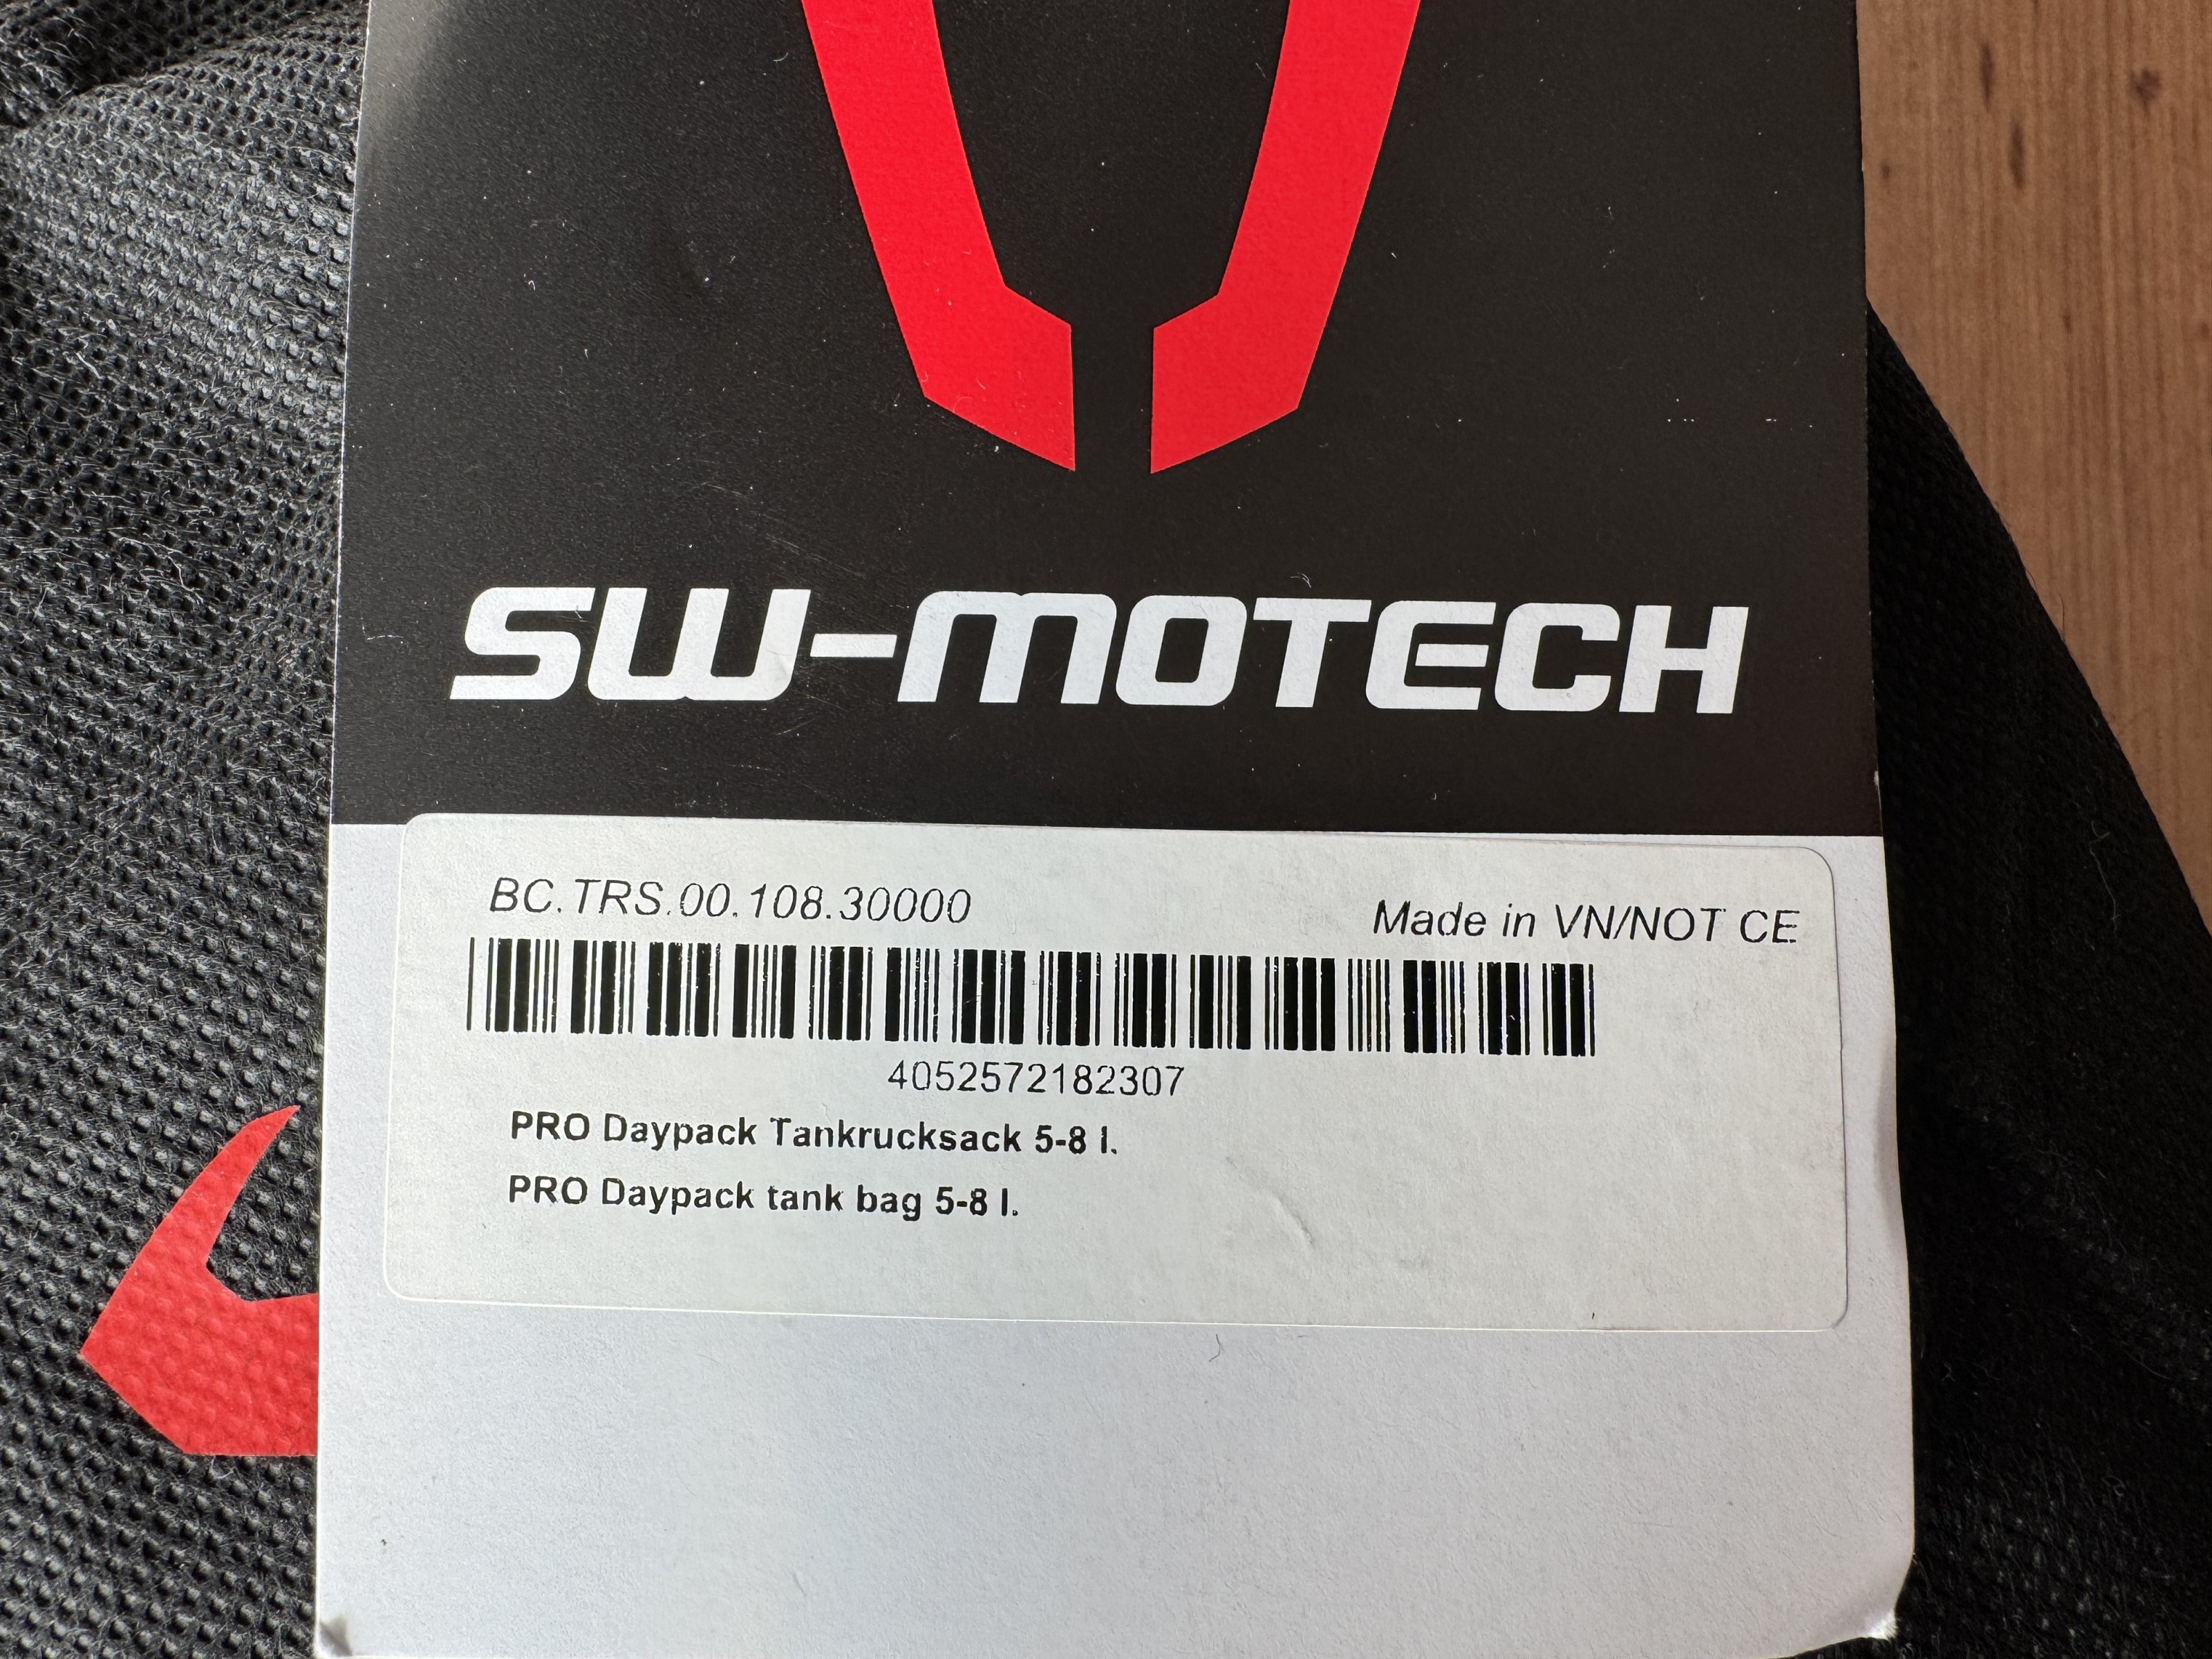 SW-MOTECH
BC.TRS.00.108.30000
Made in VN/NOT CE
4052572182307
PRO Daypack Tankrucksack 5-8 l.
PRO Daypack tank bag 5-8 l.